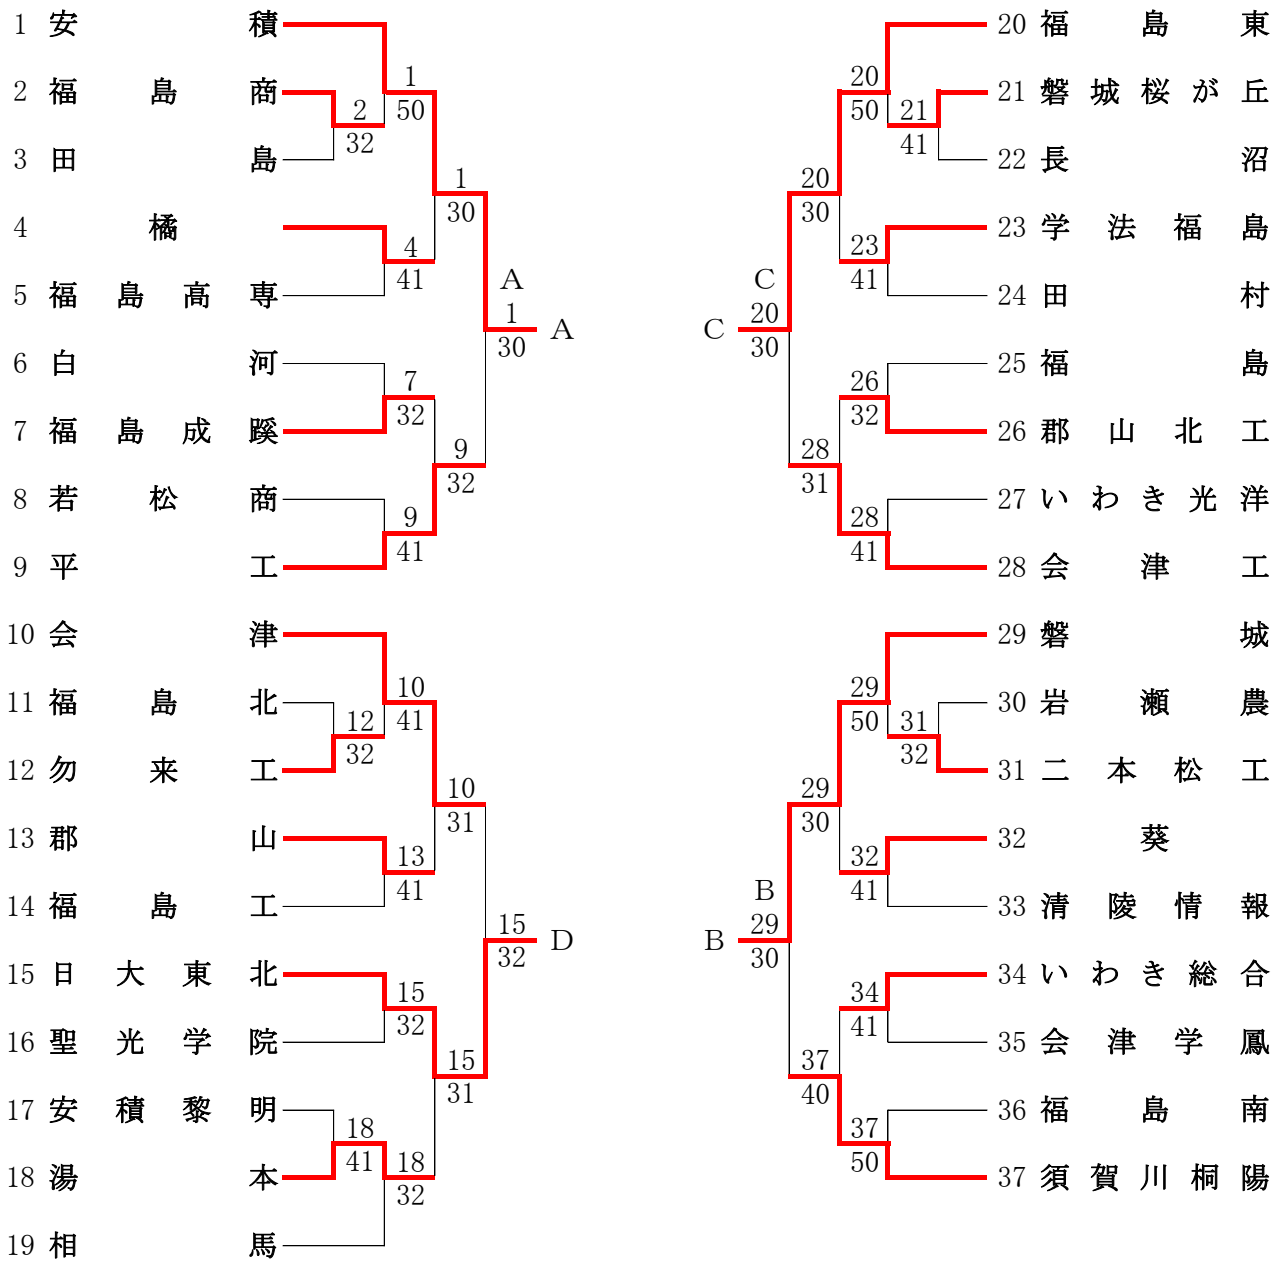 1 安積
2 福島商
3 田島
4 橘
5 福島高専
6 白河
7 福島成蹊
8 若松商
9 平工
10 会津
11 福島北
12 勿来工
13 郡山
14 福島工
15 日大東北
16 聖光学院
17 安積黎明
18 湯本
19 相馬
1
50
2
32
1
30
4
41
A
1
30
A
7
32
9
32
9
41
10
41
12
32
10
31
13
41
15
32
D
15
32
15
31
18
41
18
32
20 福島東
21 磐城桜が丘
22 長沼
23 学法福島
24 田村
25 福島
26 郡山北工
27 いわき光洋
28 会津工
29 磐城
30 岩瀬農
31 二本松工
32 葵
33 清陵情報
34 いわき総合
35 会津学鳳
36 福島南
37 須賀川桐陽
20
50
21
41
20
30
23
41
C
20
30
C
26
32
28
31
28
41
29
50
31
32
29
30
32
41
B
29
30
B
34
41
37
40
37
50